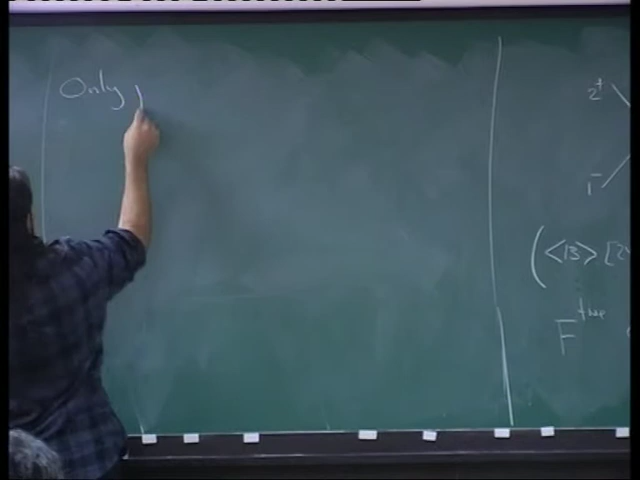 Only
2⁺
1⁻
(<13> [2
F^tree